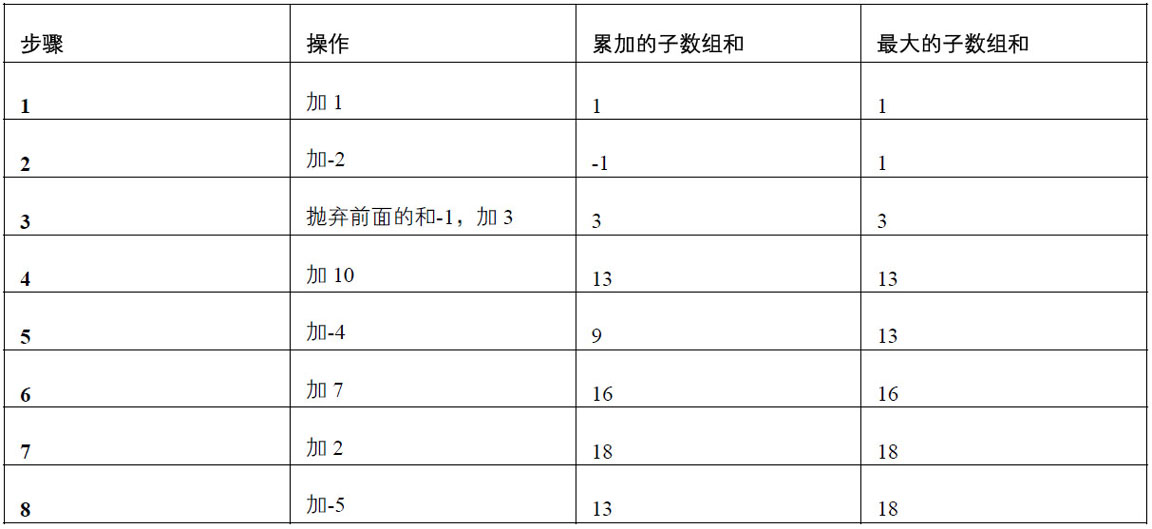 步骤 操作 累加的子数组和 最大的子数组和
1 加 1 1 1
2 加-2 -1 1
3 抛弃前面的和-1，加 3 3 3
4 加 10 13 13
5 加-4 9 13
6 加 7 16 16
7 加 2 18 18
8 加-5 13 18